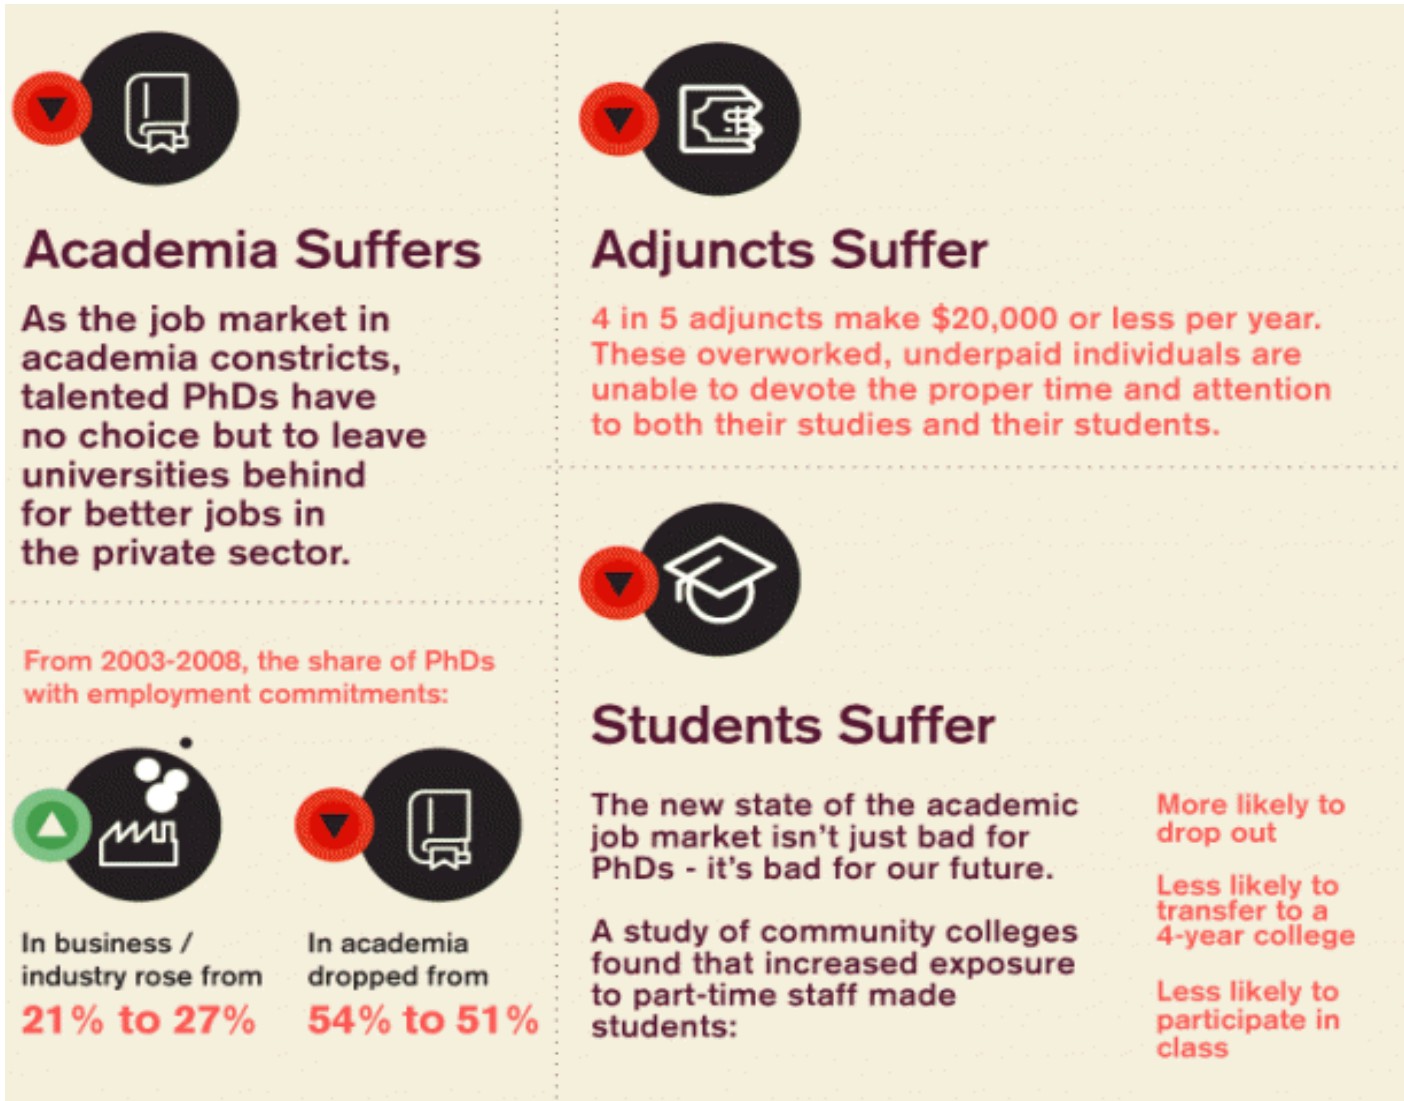 Academia Suffers
As the job market in
academia constricts,
talented PhDs have
no choice but to leave
universities behind
for better jobs in
the private sector.
From 2003-2008, the share of PhDs
with employment commitments:
In business /
industry rose from
21% to 27%
In academia
dropped from
54% to 51%
Adjuncts Suffer
4 in 5 adjuncts make $20,000 or less per year.
These overworked, underpaid individuals are
unable to devote the proper time and attention
to both their studies and their students.
Students Suffer
The new state of the academic
job market isn't just bad for
PhDs - it's bad for our future.
A study of community colleges
found that increased exposure
to part-time staff made
students:
More likely to
drop out
Less likely to
transfer to a
4-year college
Less likely to
participate in
class